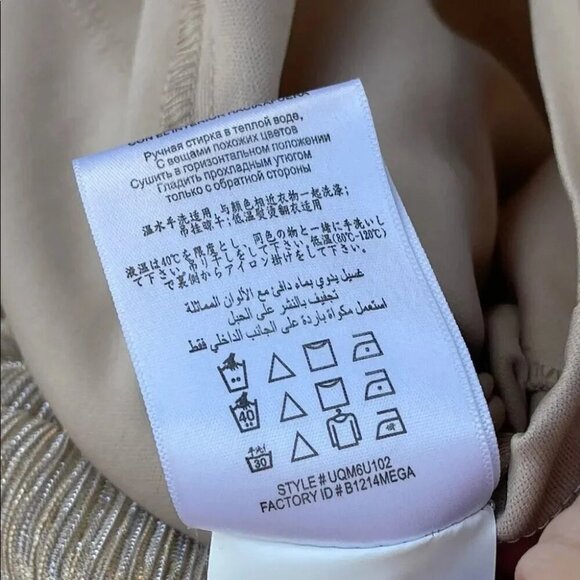 Ручная стирка в теплой воде,
С вещами похожих цветов
Сушить в горизонтальном положении
Гладить прохладным утюгом
только с обратной стороны
温水手洗适用，与颜色相近衣物一起洗涤；
吊挂晾干；低温熨烫翻衣适用
液温は40℃を限度とし、同色の物と一緒に手洗いし
て下さい。吊り干しをして下さい。低温(80℃-120℃)
で裏側からアイロン掛けをして下さい。
غسيل يدوي بماء دافئ مع الألوان المماثلة
تجفيف بالنشر على الحبل
استعمل مكواة باردة على الجانب الداخلي فقط
40
30
STYLE# UQM6U102
FACTORY ID# B1214MEGA